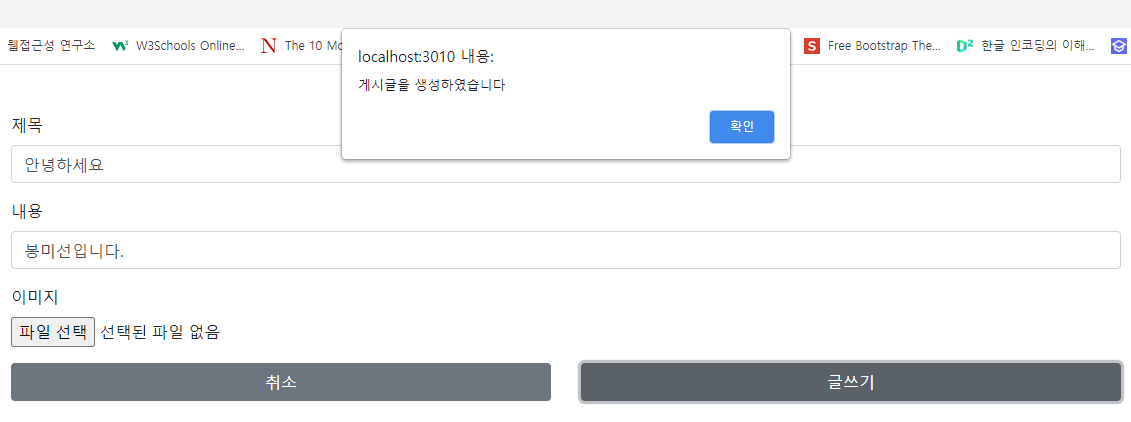 웹접근성 연구소 W3Schools Online... The 10 Mo Free Bootstrap The... 한글 인코딩의 이해...
localhost:3010 내용:
게시글을 생성하였습니다
확인
제목
안녕하세요
내용
봉미선입니다.
이미지
파일 선택 선택된 파일 없음
취소 글쓰기